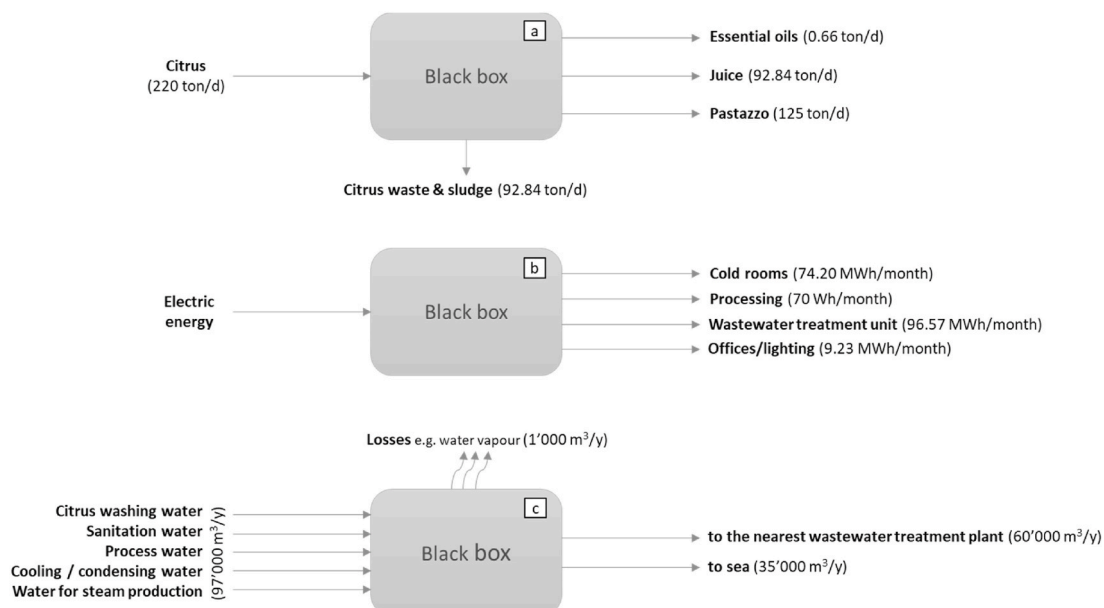 a
Essential oils (0.66 ton/d)
Citrus
(220 ton/d)
Black box
Juice (92.84 ton/d)
Pastazzo (125 ton/d)
Citrus waste & sludge (92.84 ton/d)
b
Cold rooms (74.20 MWh/month)
Electric
energy
Black box
Processing (70 Wh/month)
Wastewater treatment unit (96.57 MWh/month)
Offices/lighting (9.23 MWh/month)
Losses e.g. water vapour (1’000 m³/y)
c
Citrus washing water
Sanitation water
Process water
Cooling / condensing water
Water for steam production
(97’000 m³/y)
Black box
to the nearest wastewater treatment plant (60’000 m³/y)
to sea (35’000 m³/y)